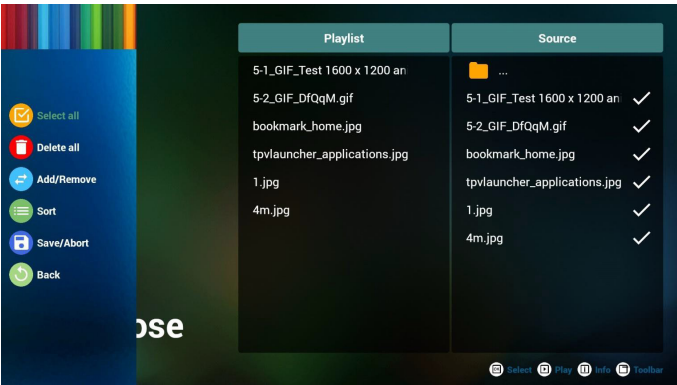 Select all
Delete all
Add/Remove
Sort
Save/Abort
Back
ose
Playlist
5-1_GIF_Test 1600 x 1200 an
5-2_GIF_DfQqM.gif
bookmark_home.jpg
tpvlauncher_applications.jpg
1.jpg
4m.jpg
Source
...
5-1_GIF_Test 1600 x 1200 an
5-2_GIF_DfQqM.gif
bookmark_home.jpg
tpvlauncher_applications.jpg
1.jpg
4m.jpg
Select Play Info Toolbar